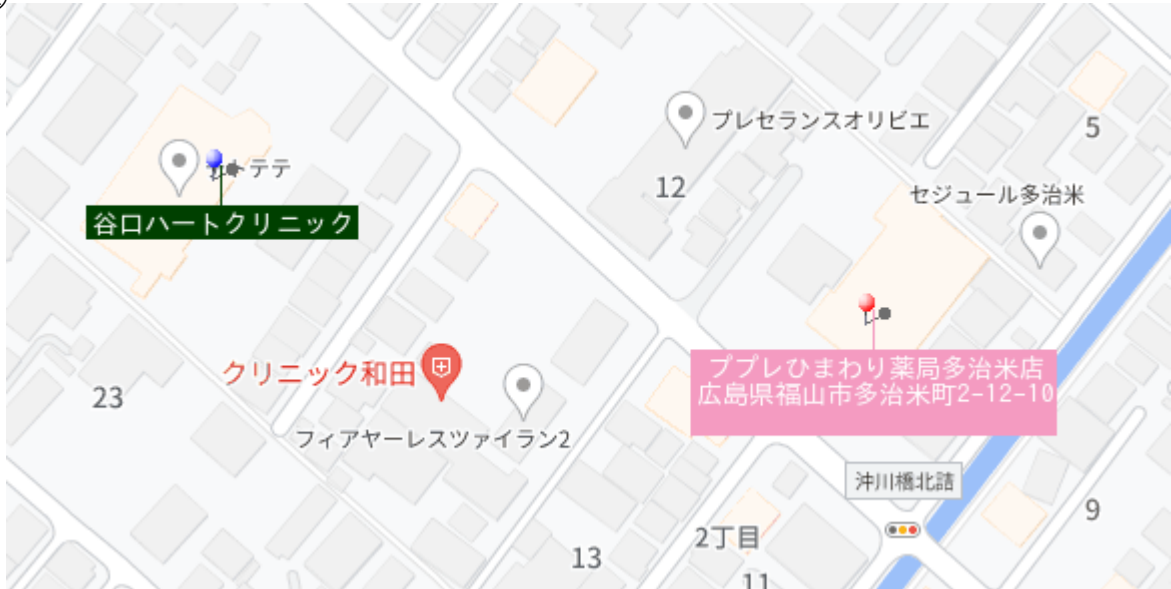 プレセランスオリビエ
5
テトテテ
12
セジュール多治米
谷口ハートクリニック
ププレひまわり薬局多治米店
広島県福山市多治米町2-12-10
クリニック和田
23
フィアヤーレスツァイラン2
沖川橋北詰
9
2丁目
13
11